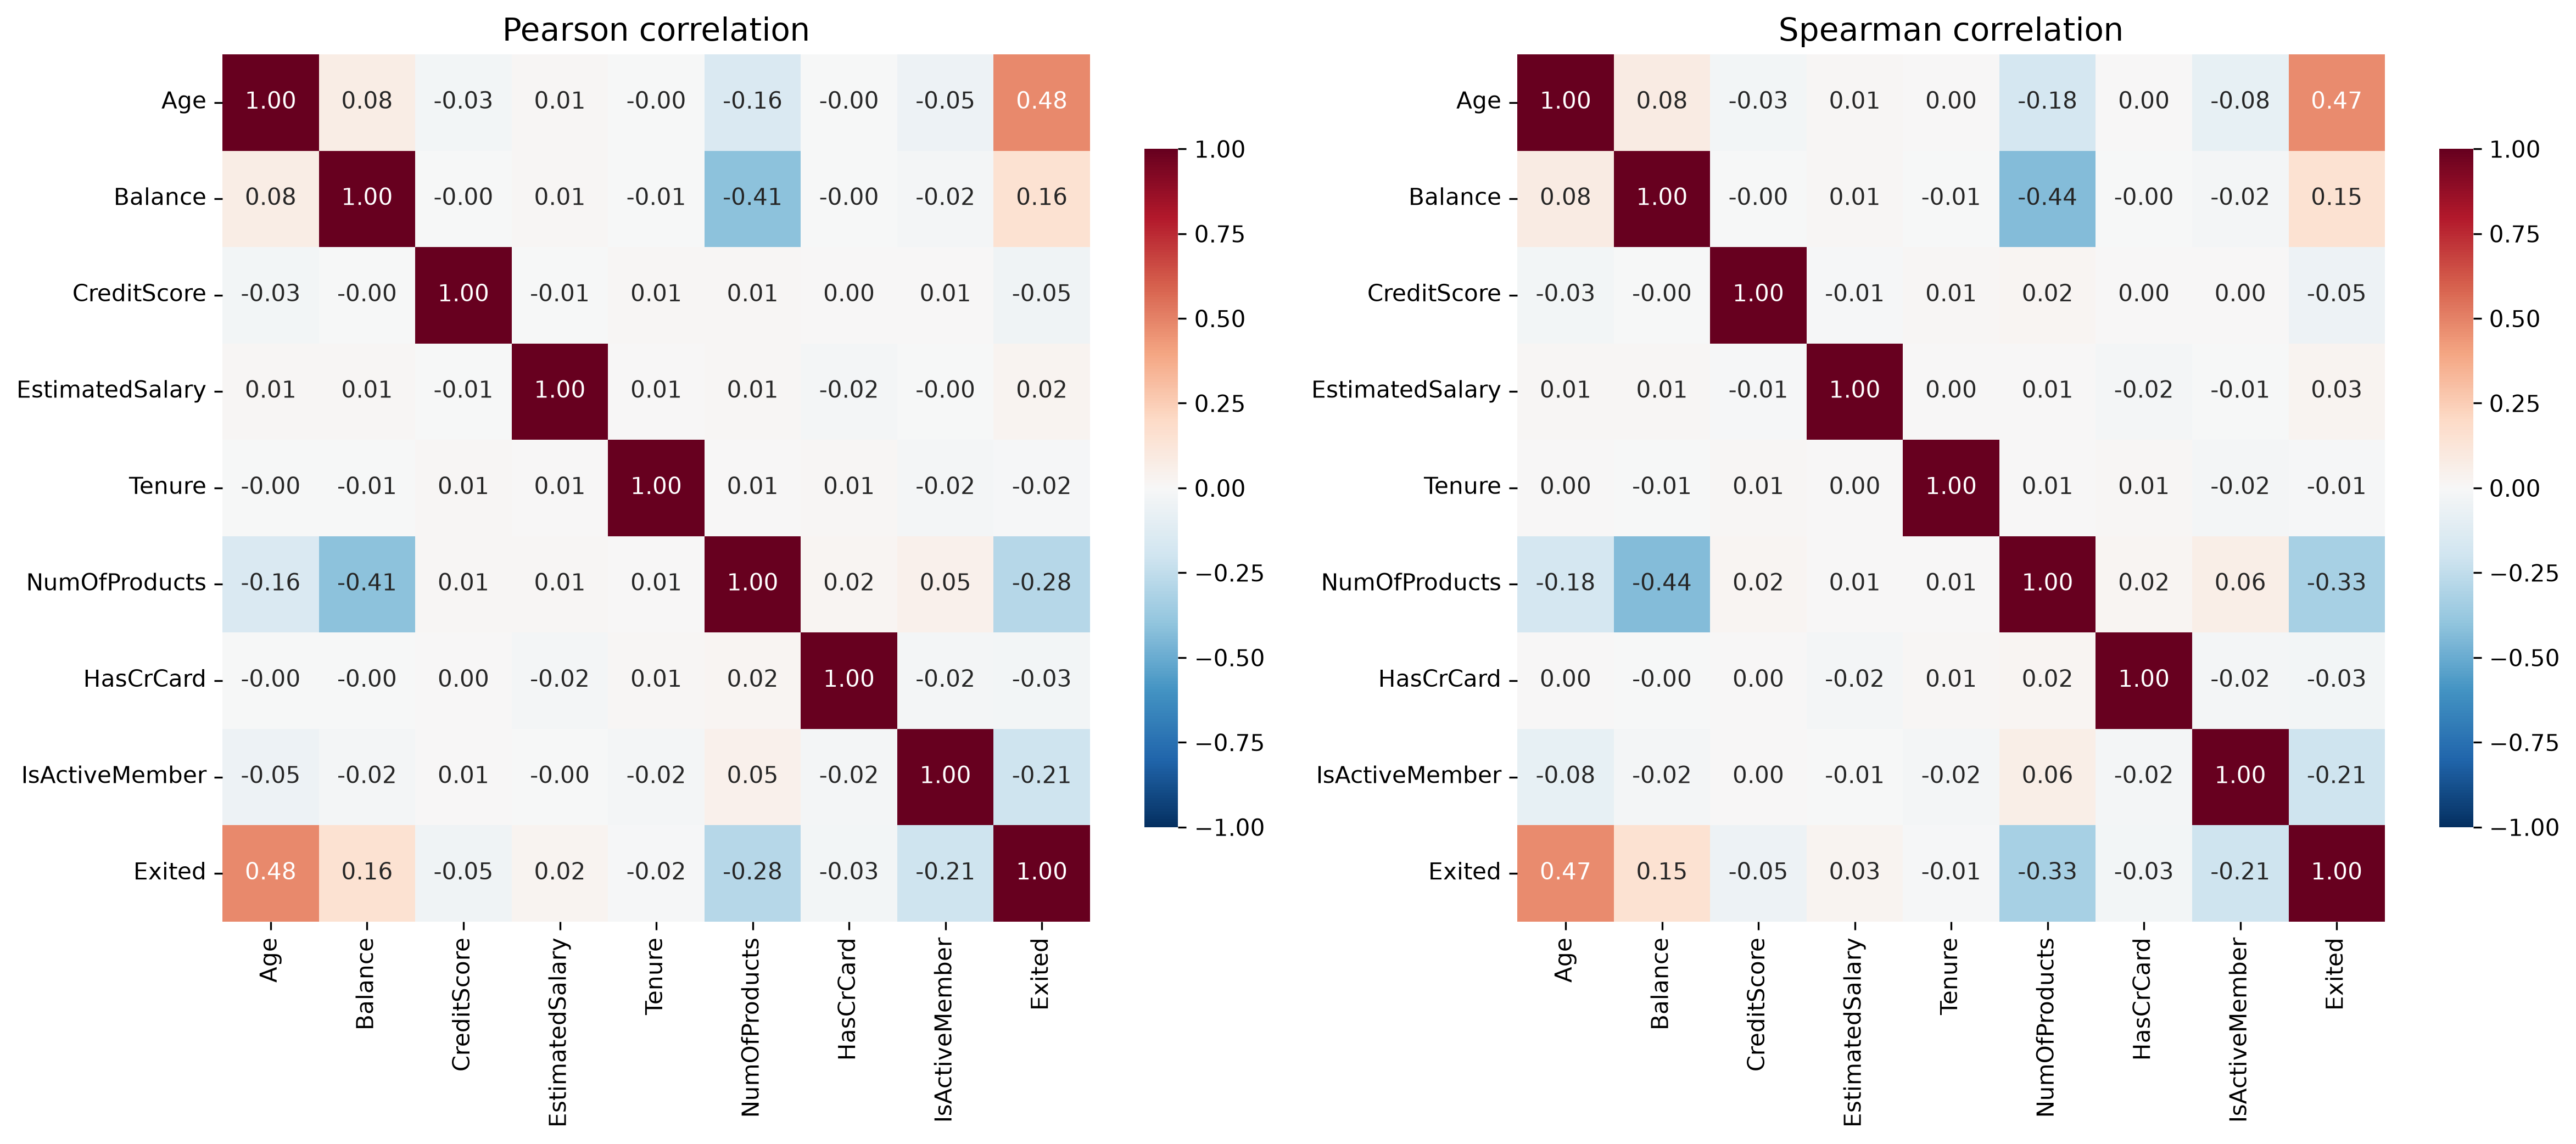 Pearson correlation
Age 1.00 0.08 -0.03 0.01 -0.00 -0.16 -0.00 -0.05 0.48
Balance 0.08 1.00 -0.00 0.01 -0.01 -0.41 -0.00 -0.02 0.16
CreditScore -0.03 -0.00 1.00 -0.01 0.01 0.01 0.00 0.01 -0.05
EstimatedSalary 0.01 0.01 -0.01 1.00 0.01 0.01 -0.02 -0.00 0.02
Tenure -0.00 -0.01 0.01 0.01 1.00 0.01 0.01 -0.02 -0.02
NumOfProducts -0.16 -0.41 0.01 0.01 0.01 1.00 0.02 0.05 -0.28
HasCrCard -0.00 -0.00 0.00 -0.02 0.01 0.02 1.00 -0.02 -0.03
IsActiveMember -0.05 -0.02 0.01 -0.00 -0.02 0.05 -0.02 1.00 -0.21
Exited 0.48 0.16 -0.05 0.02 -0.02 -0.28 -0.03 -0.21 1.00
Age
Balance
CreditScore
EstimatedSalary
Tenure
NumOfProducts
HasCrCard
IsActiveMember
Exited
1.00
0.75
0.50
0.25
0.00
−0.25
−0.50
−0.75
−1.00
Spearman correlation
Age 1.00 0.08 -0.03 0.01 0.00 -0.18 0.00 -0.08 0.47
Balance 0.08 1.00 -0.00 0.01 -0.01 -0.44 -0.00 -0.02 0.15
CreditScore -0.03 -0.00 1.00 -0.01 0.01 0.02 0.00 0.00 -0.05
EstimatedSalary 0.01 0.01 -0.01 1.00 0.00 0.01 -0.02 -0.01 0.03
Tenure 0.00 -0.01 0.01 0.00 1.00 0.01 0.01 -0.02 -0.01
NumOfProducts -0.18 -0.44 0.02 0.01 0.01 1.00 0.02 0.06 -0.33
HasCrCard 0.00 -0.00 0.00 -0.02 0.01 0.02 1.00 -0.02 -0.03
IsActiveMember -0.08 -0.02 0.00 -0.01 -0.02 0.06 -0.02 1.00 -0.21
Exited 0.47 0.15 -0.05 0.03 -0.01 -0.33 -0.03 -0.21 1.00
Age
Balance
CreditScore
EstimatedSalary
Tenure
NumOfProducts
HasCrCard
IsActiveMember
Exited
1.00
0.75
0.50
0.25
0.00
−0.25
−0.50
−0.75
−1.00